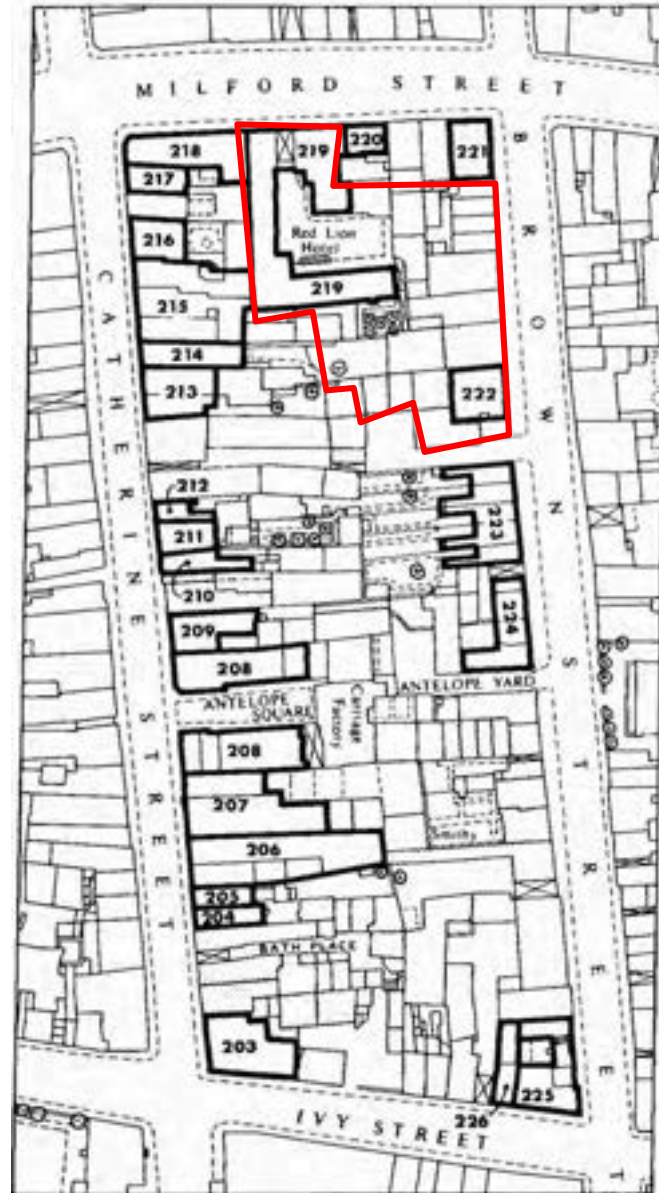 MILFORD STREET
218
219
220
221
217
216
Red Lion
Hotel
BROWN STREET
215
219
214
213
222
CATHERINE STREET
212
211
223
210
209
224
208
ANTELOPE YARD
ANTELOPE
SQUARE
Carriage
Factory
208
207
Smithy
206
205
204
BATH PLACE
203
225
226
IVY STREET